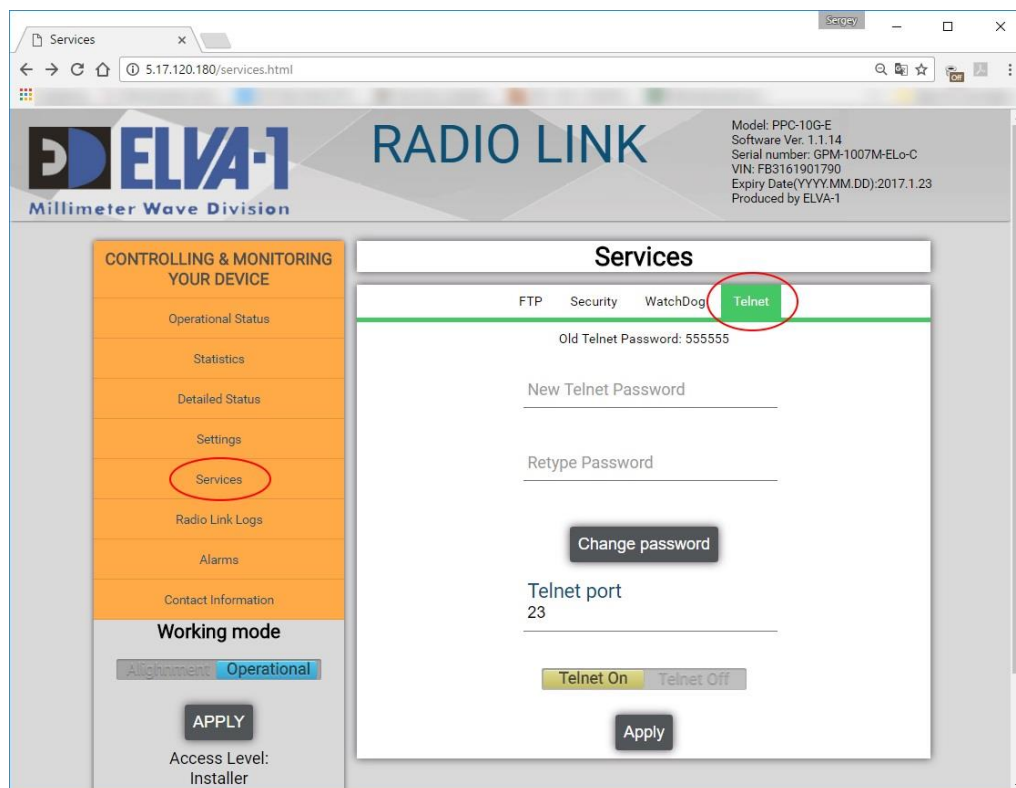 Sergey
Services
5.17.120.180/services.html
Off
ELVA-1
Millimeter Wave Division
RADIO LINK
Model: PPC-10G-E
Software Ver. 1.1.14
Serial number: GPM-1007M-ELo-C
VIN: FB3161901790
Expiry Date(YYYY.MM.DD):2017.1.23
Produced by ELVA-1
CONTROLLING & MONITORING
YOUR DEVICE
Operational Status
Statistics
Detailed Status
Settings
Services
Radio Link Logs
Alarms
Contact Information
Working mode
Alighnment Operational
APPLY
Access Level:
Installer
Services
FTP Security WatchDog Telnet
Old Telnet Password: 555555
New Telnet Password
Retype Password
Change password
Telnet port
23
Telnet On Telnet Off
Apply